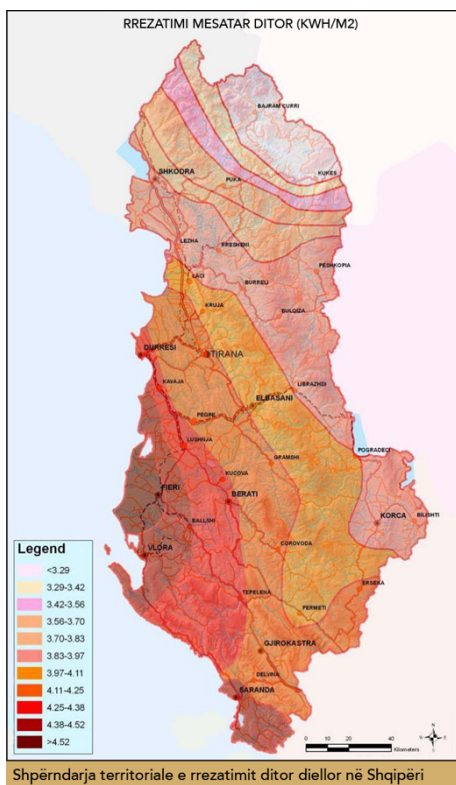 RREZATIMI MESATAR DITOR (KWH/M2)
BAJRAM CURRI
SHKODRA
PUKA
KUKES
LEZHA
RRESHENI
PESHKOPIA
LACI
BURRELI
KRUJA
BULQIZA
DURRESI
TIRANA
KAVAJA
LIBRAZHDI
ELBASANI
PEQINI
LUSHNJA
POGRADECI
GRAMSHI
KUCOVA
FIERI
BERATI
KORCA
BILISHTI
BALLSHI
VLORA
COROVODA
ERSEKA
TEPELENA
PERMETI
GJIROKASTRA
DELVINA
SARANDA
Legend
<3.29
3.29-3.42
3.42-3.56
3.56-3.70
3.70-3.83
3.83-3.97
3.97-4.11
4.11-4.25
4.25-4.38
4.38-4.52
>4.52
N
W E
S
40 30 20 10 0 40
Kilometers
Shpërndarja territoriale e rrezatimit ditor diellor në Shqipëri